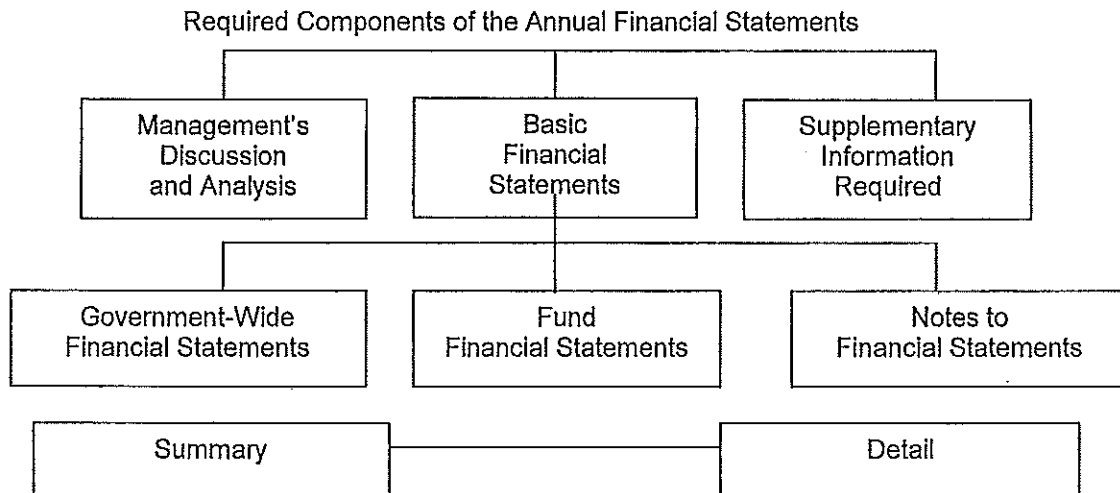 Required Components of the Annual Financial Statements
Management's
Discussion
and Analysis
Basic
Financial
Statements
Supplementary
Information
Required
Government-Wide
Financial Statements
Fund
Financial Statements
Notes to
Financial Statements
Summary
Detail